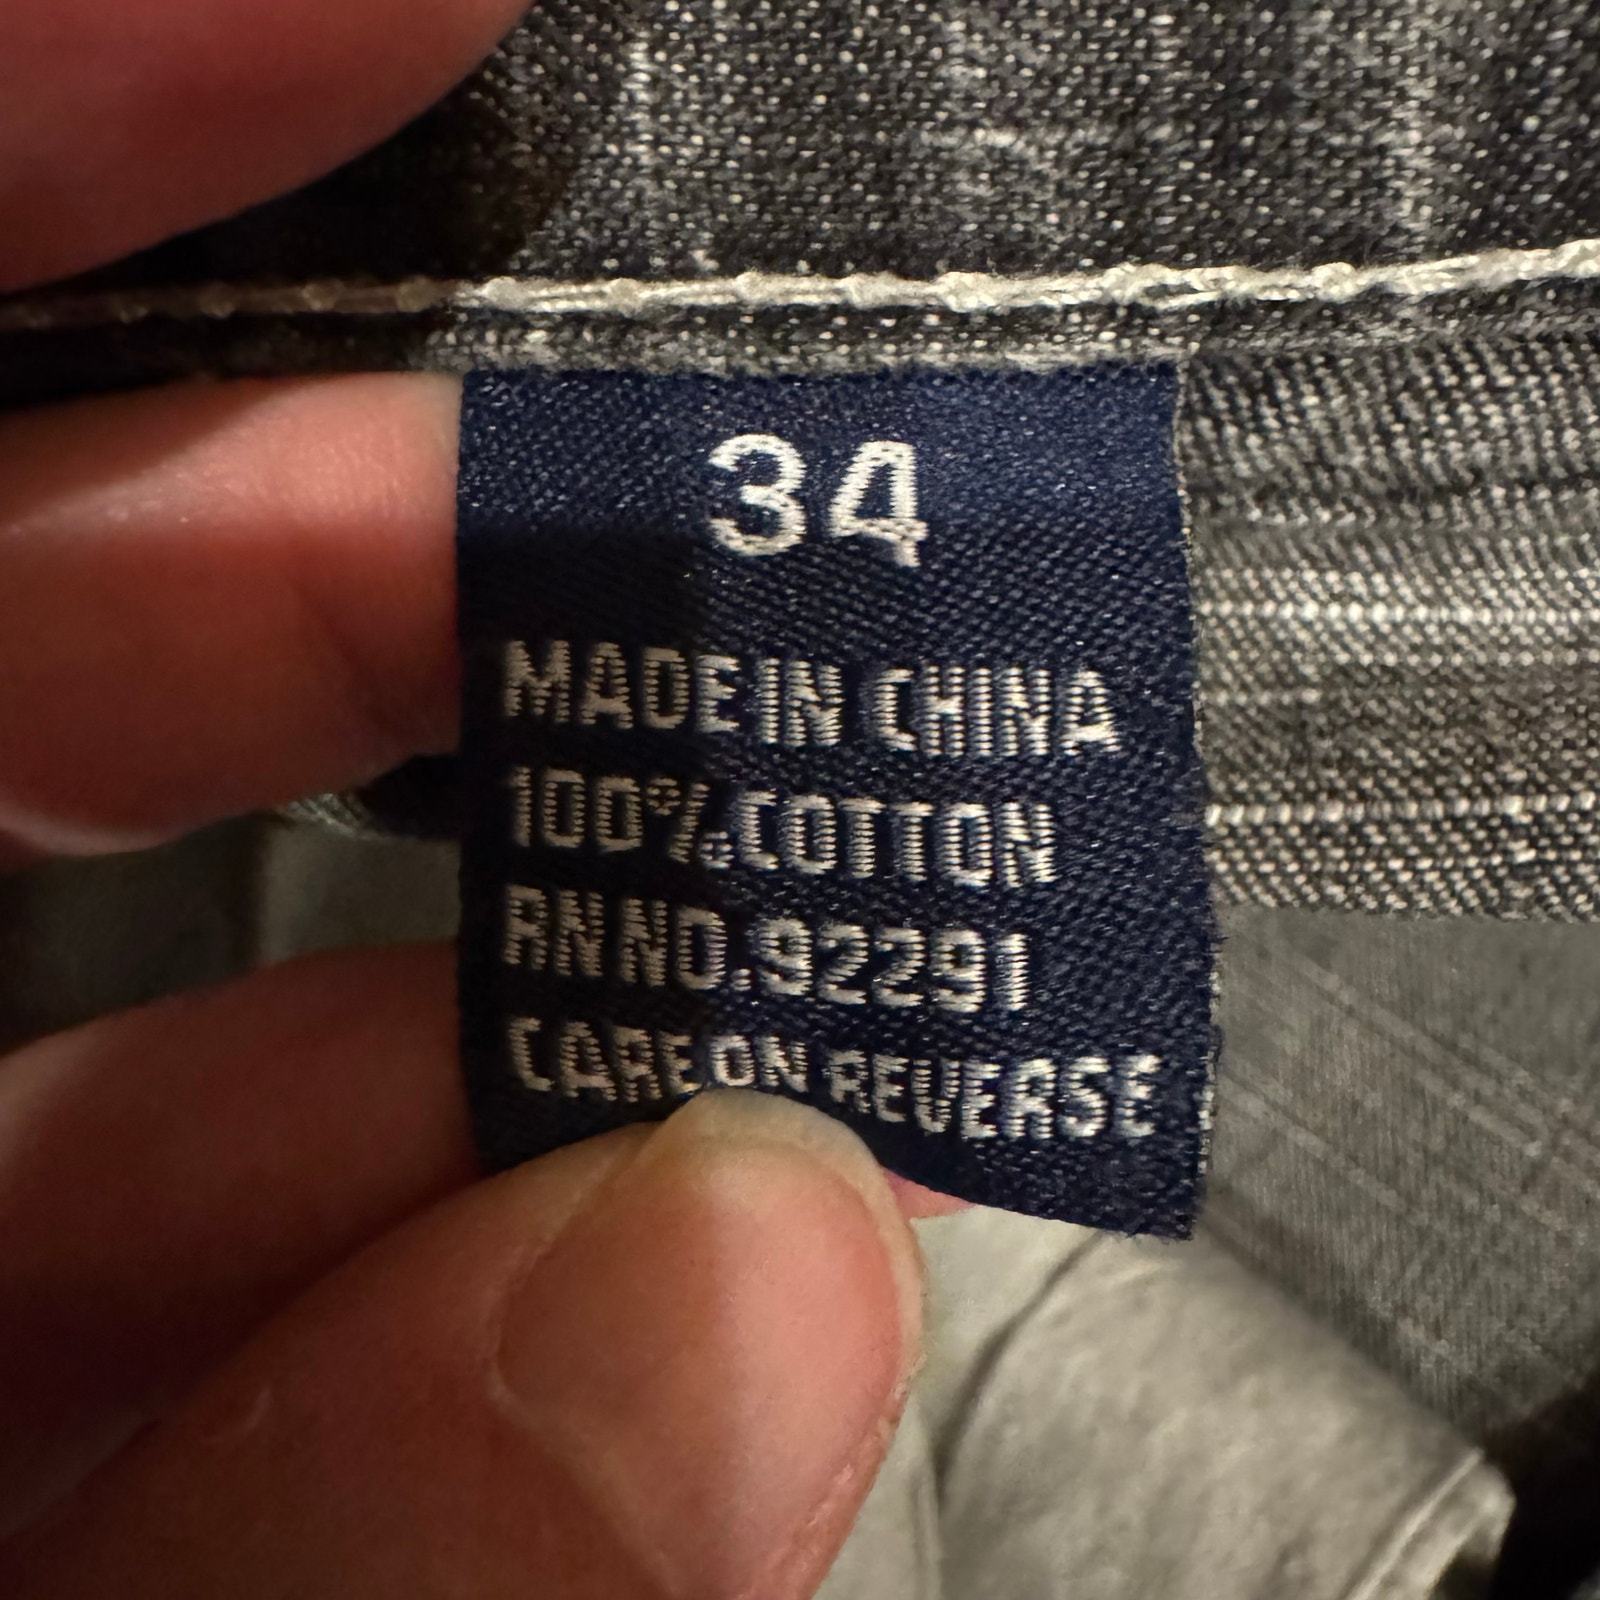 34
MADE IN CHINA
100% COTTON
RN NO. 92291
CARE ON REVERSE